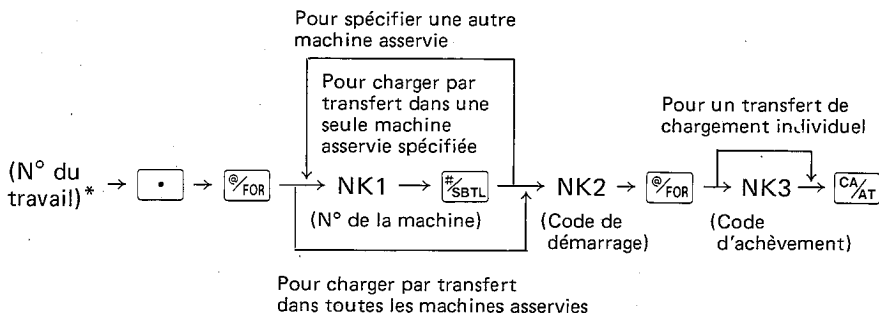 Pour spécifier une autre
machine asservie
Pour charger par
transfert dans une
seule machine
asservie spécifiée
Pour un transfert de
chargement individuel
(N° du
travail)* → • → @/FOR → NK1 → #/SBTL → NK2 → @/FOR → NK3 → CA/AT
(N° de la machine)
(Code de
démarrage)
(Code
d'achèvement)
Pour charger par transfert
dans toutes les machines asservies